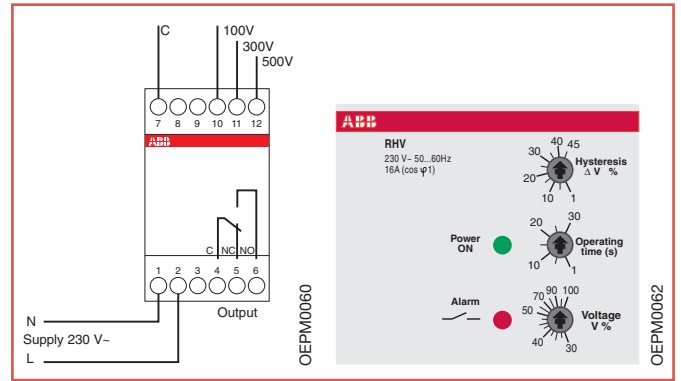 C
100V
300V
500V
7 8 9 10 11 12
ABB
C NC NO
1 2 3 4 5 6
Output
N
Supply 230 V~
L
OEPM0060
ABB
RHV
230 V~ 50...60Hz
16A (cos φ 1)
40 45
30
20
10 1
Hysteresis
Δ V %
Power
ON
20 30
10 1
Operating
time (s)
Alarm
90 100
70
50
40
30
Voltage
V %
OEPM0062